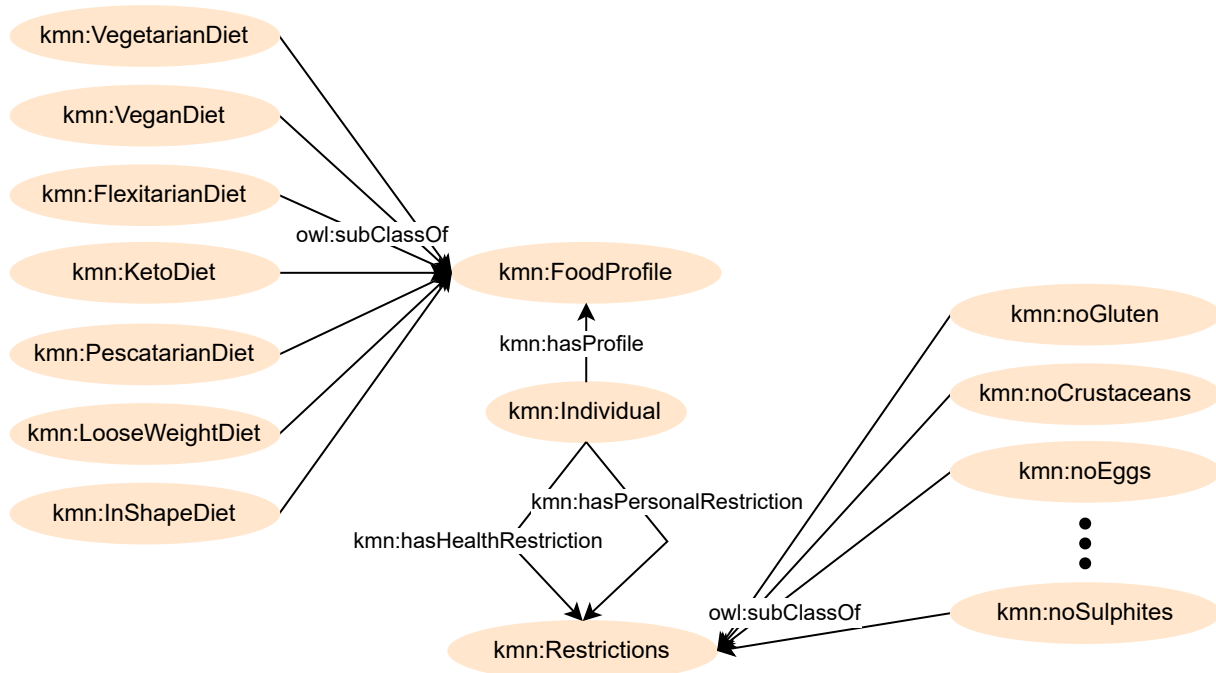 kmn:VegetarianDiet
kmn:VeganDiet
kmn:FlexitarianDiet
owl:subClassOf
kmn:KetoDiet
kmn:FoodProfile
kmn:noGluten
kmn:hasProfile
kmn:PescatarianDiet
kmn:noCrustaceans
kmn:Individual
kmn:LooseWeightDiet
kmn:noEggs
kmn:hasPersonalRestriction
kmn:InShapeDiet
kmn:hasHealthRestriction
owl:subClassOf
kmn:noSulphites
kmn:Restrictions